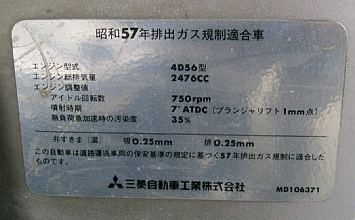 昭和57年排出ガス規制適合車
エンジン型式 4D56型
エンジン総排気量 2476CC
エンジン調整値
アイドル回転数 750rpm
噴射時期 7°ATDC (プランジャリフト1mm点)
無負荷急加速時の汚染度 35%
弁すきま [温] 吸0.25mm 排0.25mm
この自動車は道路運送車両の保安基準の規定に基づく57年排出ガス規制に適合した
ものです。
三菱自動車工業株式会社
MD106371